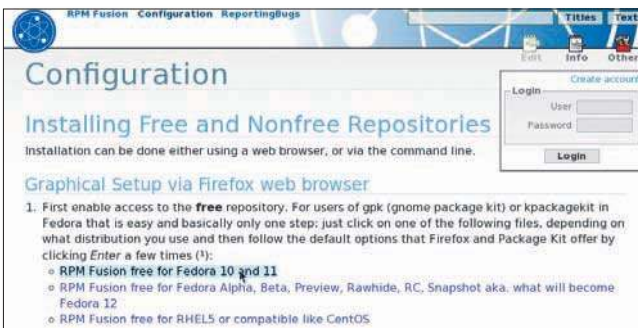 RPM Fusion Configuration ReportingBugs
Titles Text
Edit Info Other
Configuration
Create account
Login
User
Password
Login
Installing Free and Nonfree Repositories
Installation can be done either using a web browser, or via the command line.
Graphical Setup via Firefox web browser
1. First enable access to the free repository. For users of gpk (gnome package kit) or kpackagekit in
Fedora that is easy and basically only one step: just click on one of the following files, depending on
what distribution you use and then follow the default options that Firefox and Package Kit offer by
clicking Enter a few times (¹):
RPM Fusion free for Fedora 10 and 11
RPM Fusion free for Fedora Alpha, Beta, Preview, Rawhide, RC, Snapshot aka. what will become
Fedora 12
RPM Fusion free for RHEL5 or compatible like CentOS